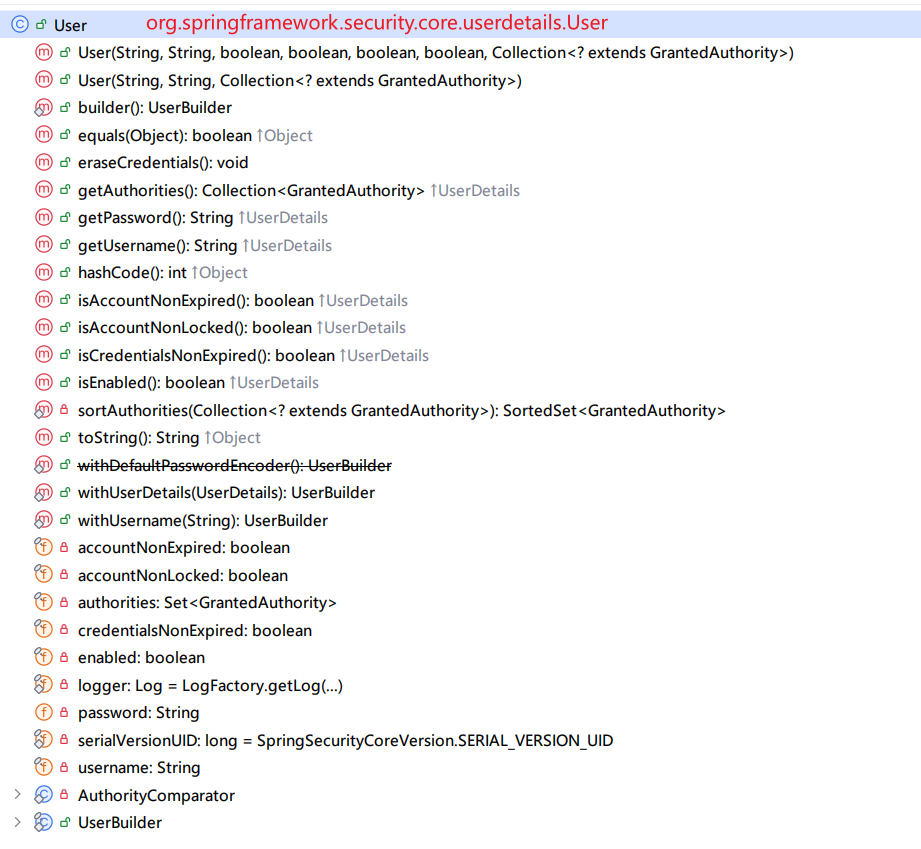 User org.springframework.security.core.userdetails.User
User(String, String, boolean, boolean, boolean, boolean, Collection<? extends GrantedAuthority>)
User(String, String, Collection<? extends GrantedAuthority>)
builder(): UserBuilder
equals(Object): boolean ↑Object
eraseCredentials(): void
getAuthorities(): Collection<GrantedAuthority> ↑UserDetails
getPassword(): String ↑UserDetails
getUsername(): String ↑UserDetails
hashCode(): int ↑Object
isAccountNonExpired(): boolean ↑UserDetails
isAccountNonLocked(): boolean ↑UserDetails
isCredentialsNonExpired(): boolean ↑UserDetails
isEnabled(): boolean ↑UserDetails
sortAuthorities(Collection<? extends GrantedAuthority>): SortedSet<GrantedAuthority>
toString(): String ↑Object
withDefaultPasswordEncoder(): UserBuilder
withUserDetails(UserDetails): UserBuilder
withUsername(String): UserBuilder
accountNonExpired: boolean
accountNonLocked: boolean
authorities: Set<GrantedAuthority>
credentialsNonExpired: boolean
enabled: boolean
logger: Log = LogFactory.getLog(...)
password: String
serialVersionUID: long = SpringSecurityCoreVersion.SERIAL_VERSION_UID
username: String
AuthorityComparator
UserBuilder